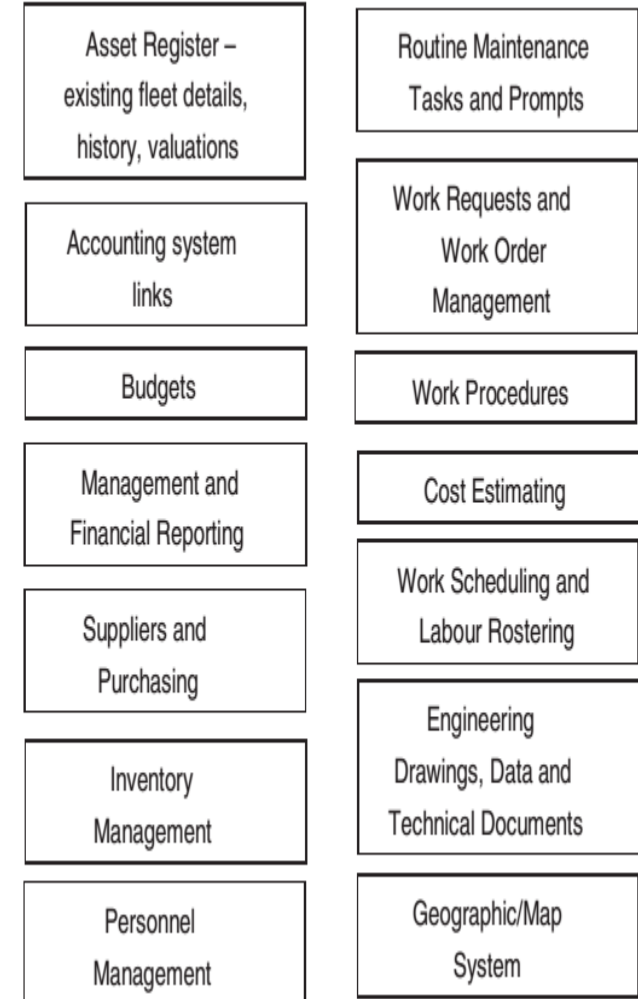 Asset Register –
existing fleet details,
history, valuations
Accounting system
links
Budgets
Management and
Financial Reporting
Suppliers and
Purchasing
Inventory
Management
Personnel
Management
Routine Maintenance
Tasks and Prompts
Work Requests and
Work Order
Management
Work Procedures
Cost Estimating
Work Scheduling and
Labour Rostering
Engineering
Drawings, Data and
Technical Documents
Geographic/Map
System